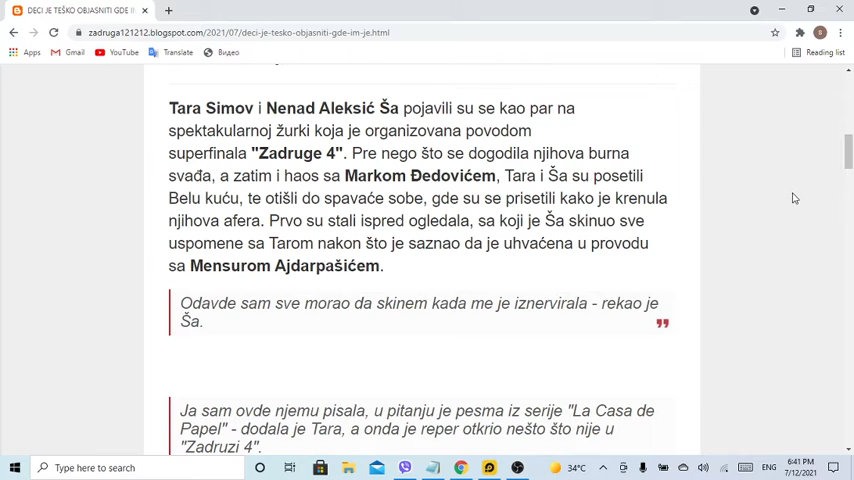 DECI JE TEŠKO OBJASNITI GDE IM JE
zadruga121212.blogspot.com/2021/07/deci-je-tesko-objasniti-gde-im-je.html
Apps Gmail YouTube Translate Видео Reading list
Tara Simov i Nenad Aleksić Ša pojavili su se kao par na
spektakularnoj žurki koja je organizovana povodom
superfinala "Zadruge 4". Pre nego što se dogodila njihova burna
svađa, a zatim i haos sa Markom Đedovićem, Tara i Ša su posetili
Belu kuću, te otišli do spavaće sobe, gde su se prisetili kako je krenula
njihova afera. Prvo su stali ispred ogledala, sa koji je Ša skinuo sve
uspomene sa Tarom nakon što je saznao da je uhvaćena u provodu
sa Mensurom Ajdarpašićem.
Odavde sam sve morao da skinem kada me je iznervirala - rekao je
Ša.
Ja sam ovde njemu pisala, u pitanju je pesma iz serije "La Casa de
Papel" - dodala je Tara, a onda je reper otkrio nešto što nije u
"Zadruzi 4".
Type here to search
34°C
ENG
6:41 PM
7/12/2021